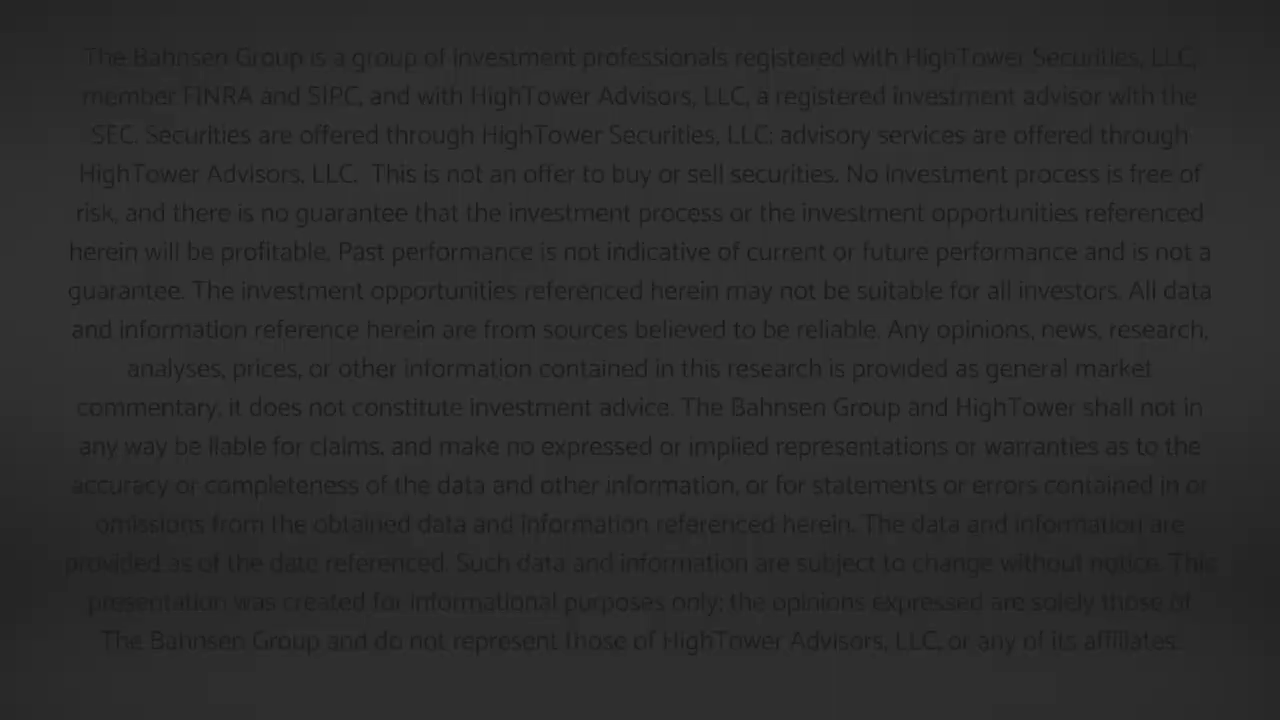 The Bahnsen Group is a group of investment professionals registered with HighTower Securities, LLC,
member FINRA and SIPC, and with HighTower Advisors, LLC, a registered investment advisor with the
SEC. Securities are offered through HighTower Securities, LLC; advisory services are offered through
HighTower Advisors, LLC. This is not an offer to buy or sell securities. No investment process is free of
risk, and there is no guarantee that the investment process or the investment opportunities referenced
herein will be profitable. Past performance is not indicative of current or future performance and is not a
guarantee. The investment opportunities referenced herein may not be suitable for all investors. All data
and information reference herein are from sources believed to be reliable. Any opinions, news, research,
analyses, prices, or other information contained in this research is provided as general market
commentary, it does not constitute investment advice. The Bahnsen Group and HighTower shall not in
any way be liable for claims, and make no expressed or implied representations or warranties as to the
accuracy or completeness of the data and other information, or for statements or errors contained in or
omissions from the obtained data and information referenced herein. The data and information are
provided as of the date referenced. Such data and information are subject to change without notice. This
presentation was created for informational purposes only; the opinions expressed are solely those of
The Bahnsen Group and do not represent those of HighTower Advisors, LLC, or any of its affiliates.